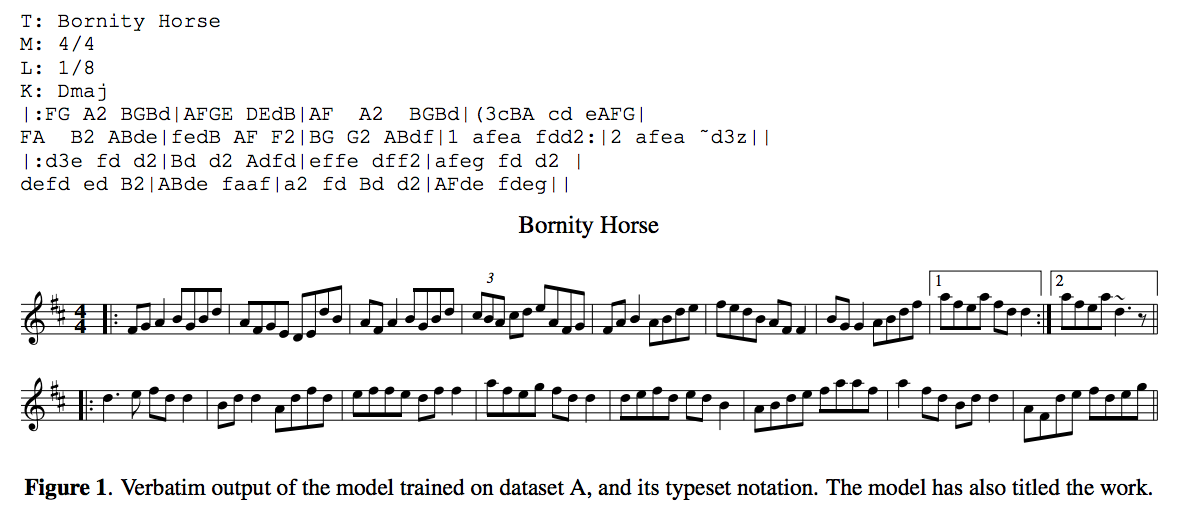 T: Bornity Horse
M: 4/4
L: 1/8
K: Dmaj
|:FG A2 BGBd|AFGE DEdB|AF  A2  BGBd|(3cBA cd eAFG|
FA  B2 ABde|fedB AF F2|BG G2 ABdf|1 afea fdd2:|2 afea ~d3z||
|:d3e fd d2|Bd d2 Adfd|effe dff2|afeg fd d2 |
defd ed B2|ABde faaf|a2 fd Bd d2|AFde fdeg||
Bornity Horse
3
1
2
4
4
Figure 1. Verbatim output of the model trained on dataset A, and its typeset notation. The model has also titled the work.